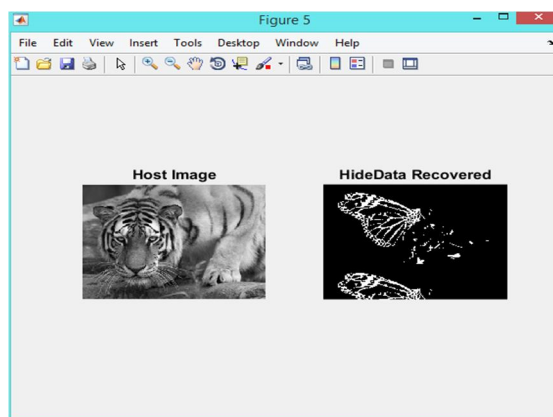 Figure 5
File Edit View Insert Tools Desktop Window Help
Host Image HideData Recovered